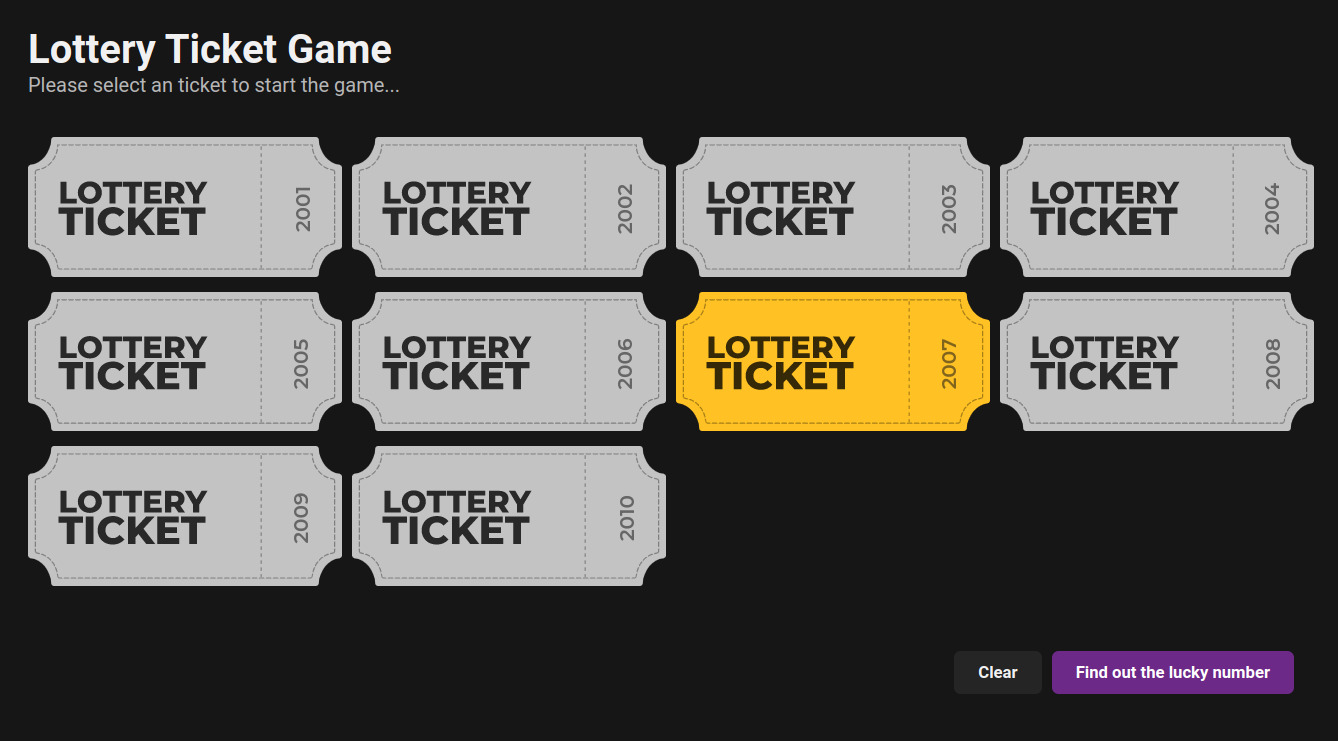 Lottery Ticket Game
Please select an ticket to start the game...
LOTTERY
TICKET
2001
LOTTERY
TICKET
2002
LOTTERY
TICKET
2003
LOTTERY
TICKET
2004
LOTTERY
TICKET
2005
LOTTERY
TICKET
2006
LOTTERY
TICKET
2007
LOTTERY
TICKET
2008
LOTTERY
TICKET
2009
LOTTERY
TICKET
2010
Clear
Find out the lucky number